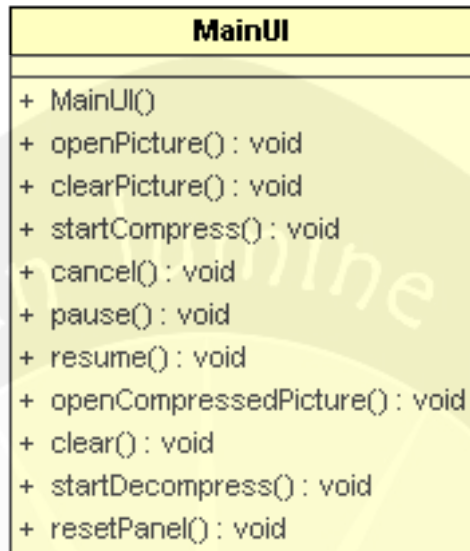 MainUI
+ MainUI()
+ openPicture() : void
+ clearPicture() : void
+ startCompress() : void
+ cancel() : void
+ pause() : void
+ resume() : void
+ openCompressedPicture() : void
+ clear() : void
+ startDecompress() : void
+ resetPanel() : void